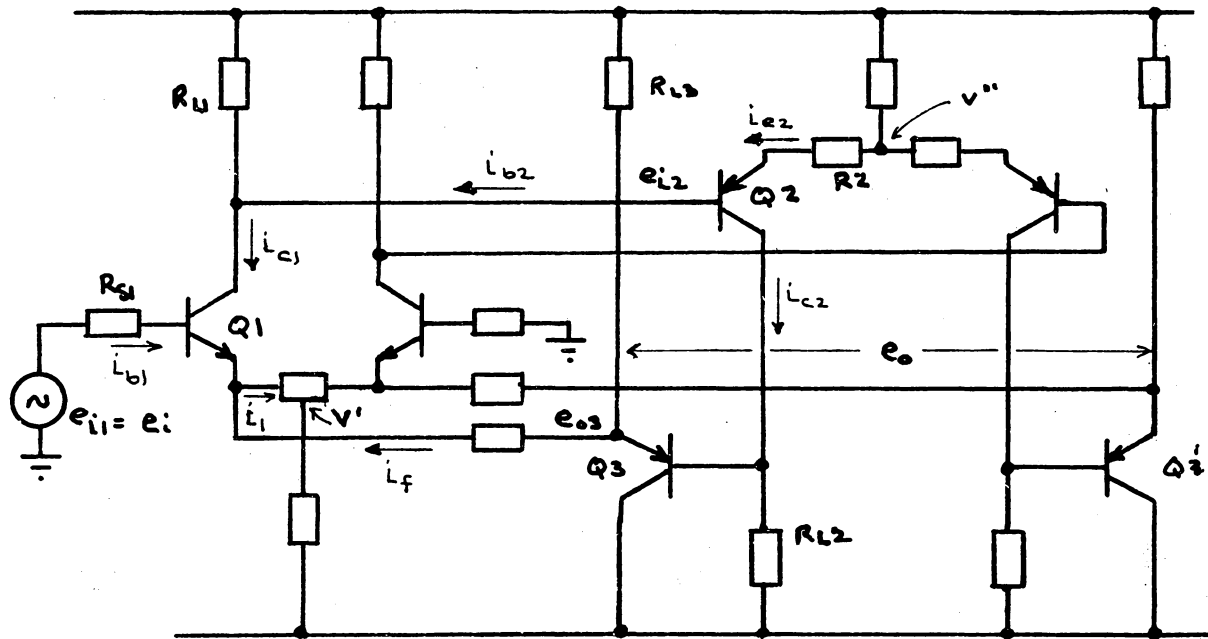 RL1
RL3
v"
ie2
ib2
ei2
R2
Q2
ic1
RS1
Q1
ic2
ib1
eo
i1
V'
ei1 = ei
eo3
if
Q3
Q3'
RL2